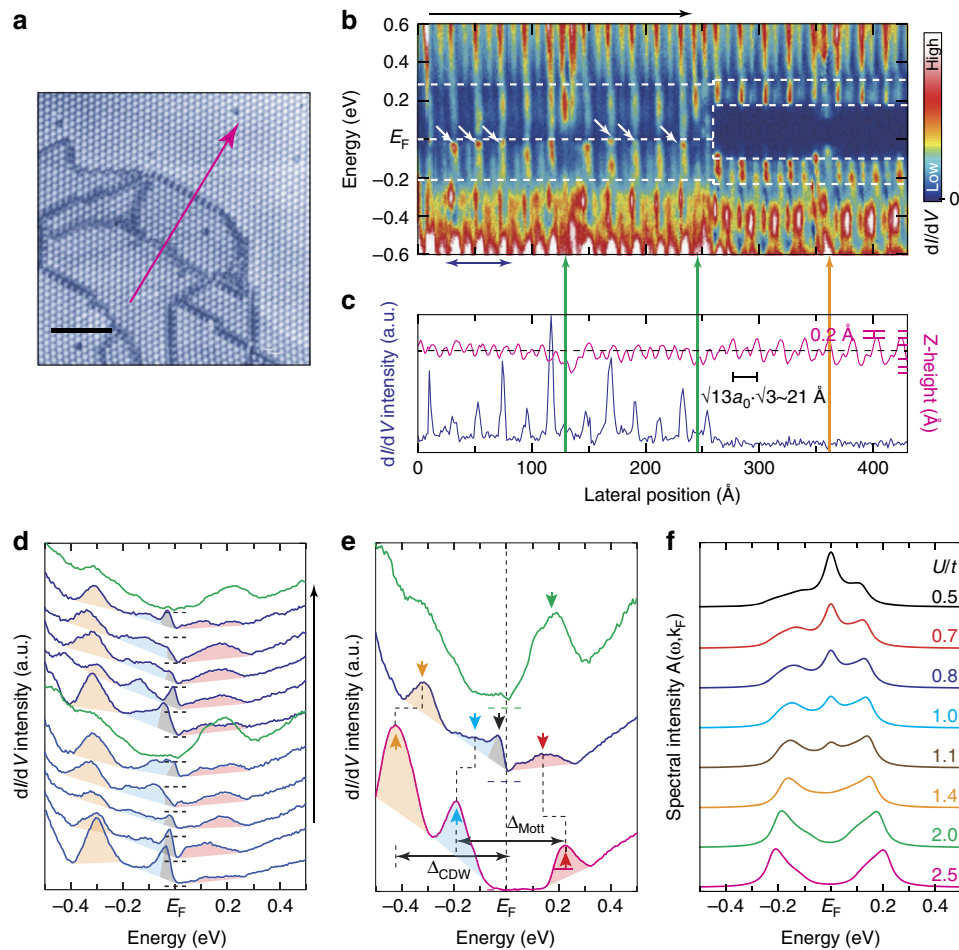 a
b
0.6
0.4
0.2
E_F
−0.2
−0.4
−0.6
Energy (eV)
High
Low
0
dI/dV
c
dI/dV intensity (a.u.)
0.2 Å
√13a₀·√3~21 Å
Z-height (Å)
0 100 200 300 400
Lateral position (Å)
d
dI/dV intensity (a.u.)
−0.4 −0.2 E_F 0.2 0.4
Energy (eV)
e
dI/dV intensity (a.u.)
Δ_Mott
Δ_CDW
−0.4 −0.2 E_F 0.2 0.4
Energy (eV)
f
Spectral intensity A(ω,k_F)
U/t
0.5
0.7
0.8
1.0
1.1
1.4
2.0
2.5
−0.4 −0.2 E_F 0.2 0.4
Energy (eV)